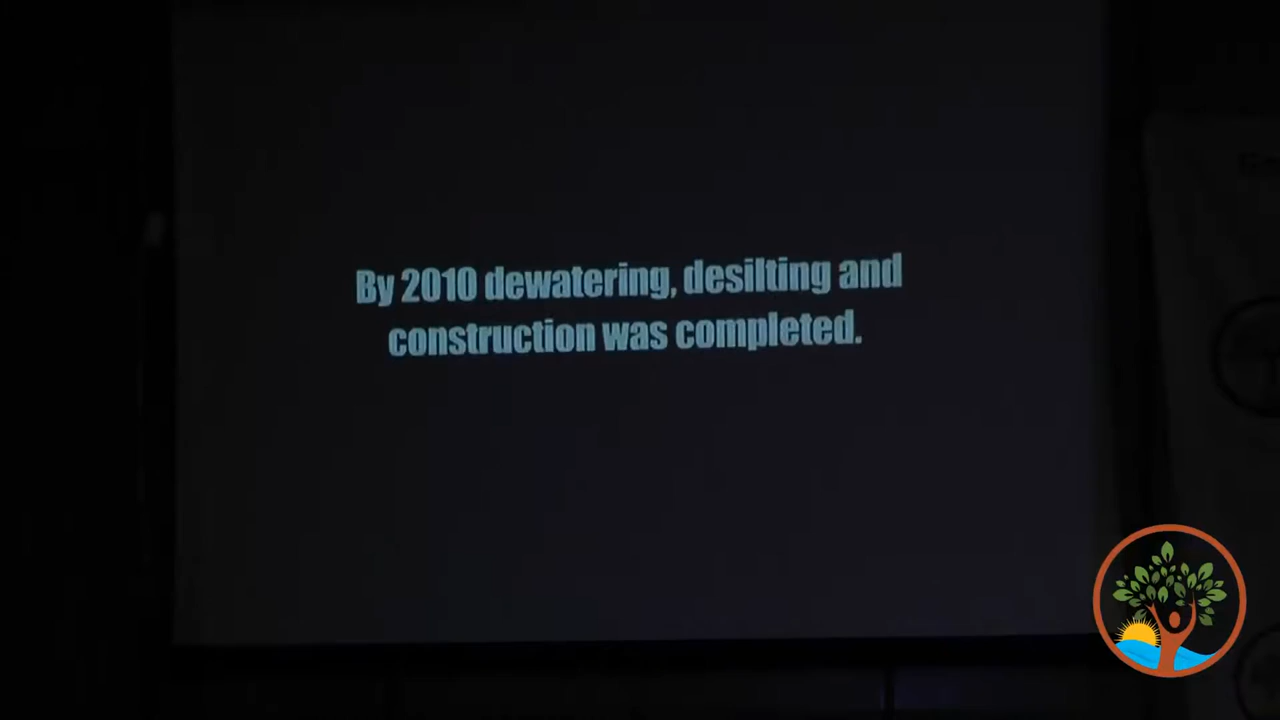 By 2010 dewatering, desilting and
construction was completed.